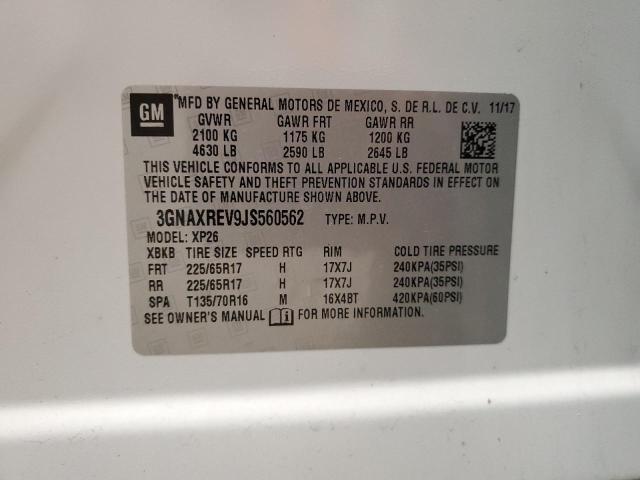 GM
*MFD BY GENERAL MOTORS DE MEXICO, S. DE R.L. DE C.V. 11/17
GVWR GAWR FRT GAWR RR
2100 KG 1175 KG 1200 KG
4630 LB 2590 LB 2645 LB
THIS VEHICLE CONFORMS TO ALL APPLICABLE U.S. FEDERAL MOTOR
VEHICLE SAFETY AND THEFT PREVENTION STANDARDS IN EFFECT ON
THE DATE OF MANUFACTURE SHOWN ABOVE.
3GNAXREV9JS560562 TYPE: M.P.V.
MODEL: XP26
XBKB TIRE SIZE SPEED RTG RIM COLD TIRE PRESSURE
FRT 225/65R17 H 17X7J 240KPA(35PSI)
RR 225/65R17 H 17X7J 240KPA(35PSI)
SPA T135/70R16 M 16X4BT 420KPA(60PSI)
SEE OWNER'S MANUAL FOR MORE INFORMATION.